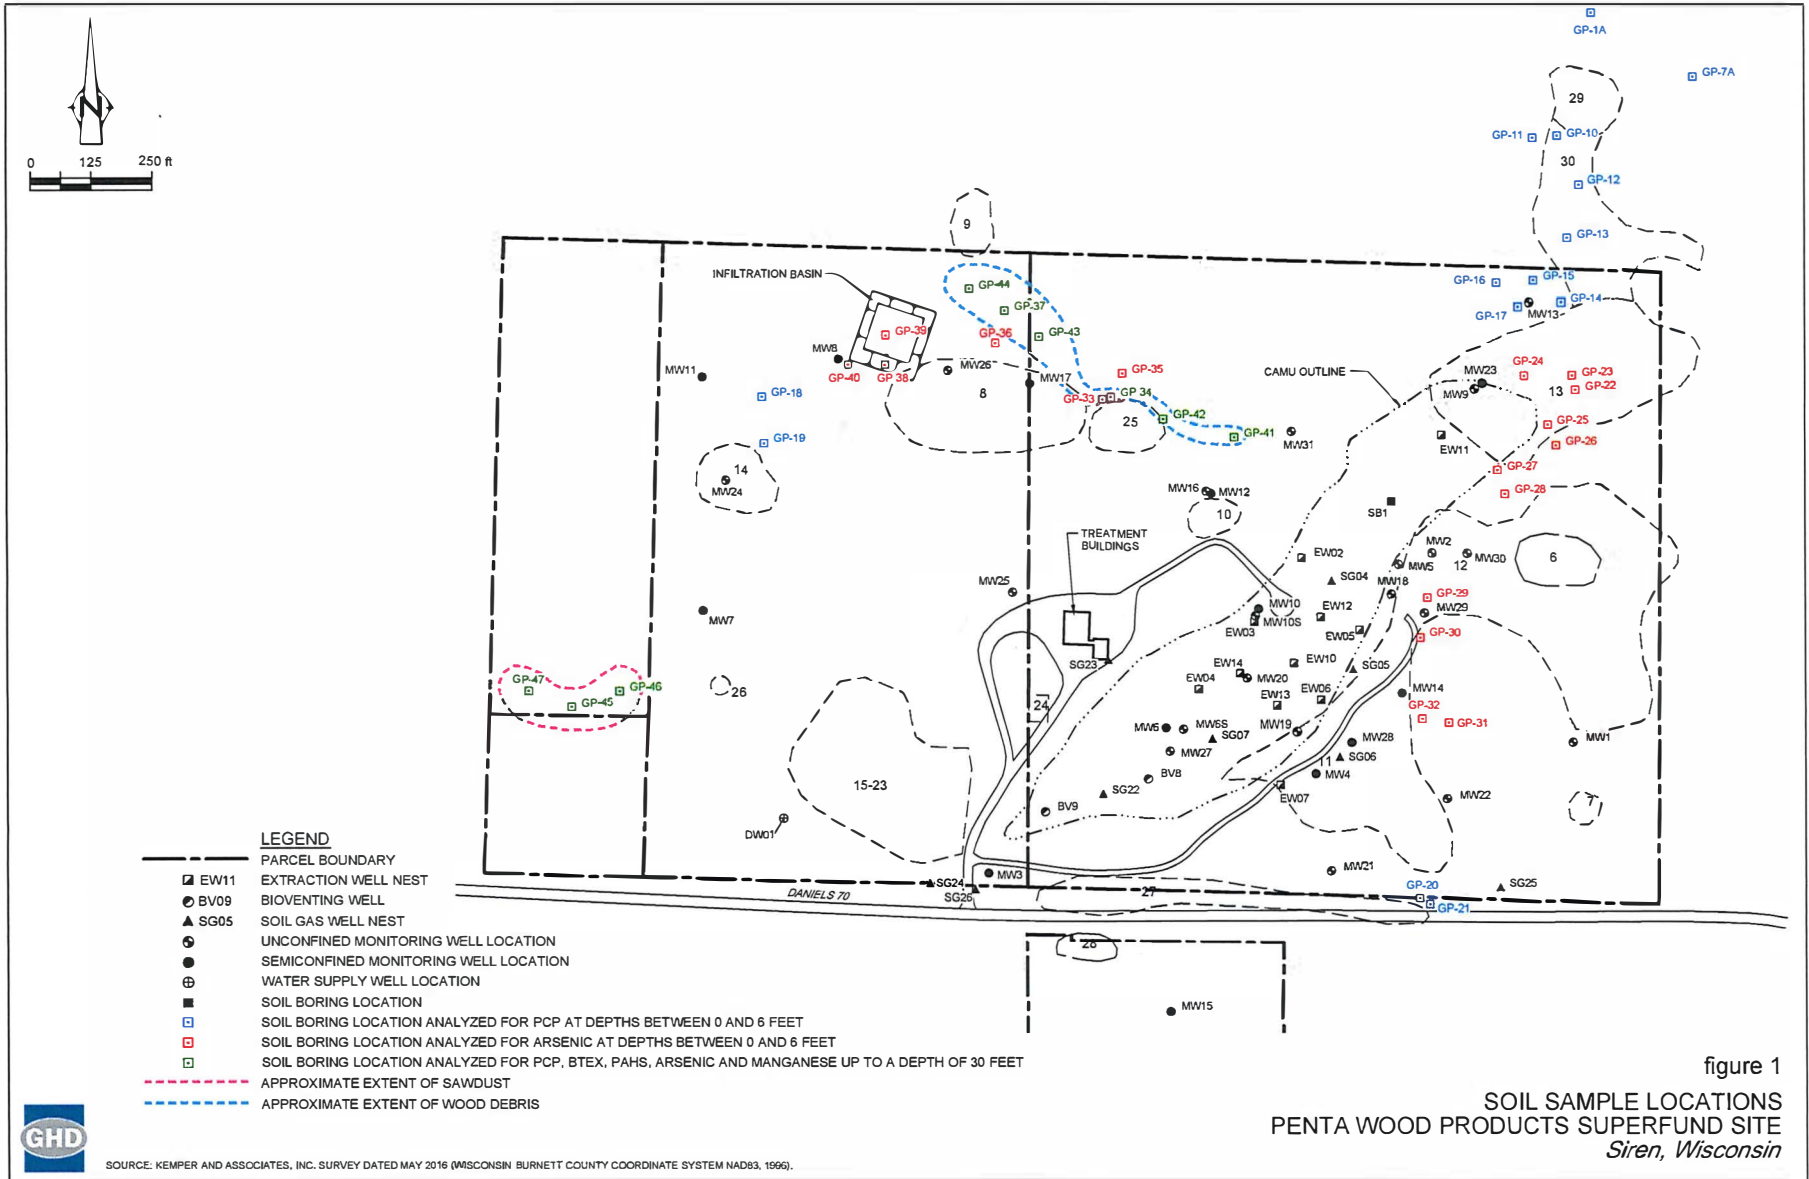 GP-1A
GP-7A
29
GP-11
GP-10
30
GP-12
GP-13
N
0 125 250 ft
9
INFILTRATION BASIN
GP-44
GP-37
GP-36
GP-43
GP-39
GP-16
GP-15
GP-14
GP-17
MW13
MW8
GP-40
GP 38
MW26
MW17
GP-35
MW11
GP-18
8
GP-33
GP 34
CAMU OUTLINE
MW23
MW9
GP-24
GP-23
13
GP-22
GP-19
25
GP-42
GP-41
MW31
EW11
GP-25
GP-26
14
MW24
GP-27
GP-28
MW16
MW12
10
SB1
TREATMENT
BUILDINGS
EW02
MW2
MW5
12
MW30
6
MW25
SG04
MW18
GP-29
MW29
MW7
MW10
MW10S
EW03
EW12
EW05
GP-30
SG23
EW14
EW10
SG05
GP-47
GP-46
GP-45
26
EW04
MW20
EW13
EW06
MW14
GP-32
GP-31
24
MW6
MW6S
SG07
MW19
MW27
MW28
SG06
11
MW4
MW1
15-23
BV8
SG22
EW07
MW22
7
BV9
DW01
MW21
MW3
SG24
SG26
DANIELS 70
27
GP-20
GP-21
SG25
28
MW15
LEGEND
PARCEL BOUNDARY
EW11 EXTRACTION WELL NEST
BV09 BIOVENTING WELL
SG05 SOIL GAS WELL NEST
UNCONFINED MONITORING WELL LOCATION
SEMICONFINED MONITORING WELL LOCATION
WATER SUPPLY WELL LOCATION
SOIL BORING LOCATION
SOIL BORING LOCATION ANALYZED FOR PCP AT DEPTHS BETWEEN 0 AND 6 FEET
SOIL BORING LOCATION ANALYZED FOR ARSENIC AT DEPTHS BETWEEN 0 AND 6 FEET
SOIL BORING LOCATION ANALYZED FOR PCP, BTEX, PAHS, ARSENIC AND MANGANESE UP TO A DEPTH OF 30 FEET
APPROXIMATE EXTENT OF SAWDUST
APPROXIMATE EXTENT OF WOOD DEBRIS
figure 1
SOIL SAMPLE LOCATIONS
PENTA WOOD PRODUCTS SUPERFUND SITE
Siren, Wisconsin
GHD
SOURCE: KEMPER AND ASSOCIATES, INC. SURVEY DATED MAY 2016 (WISCONSIN BURNETT COUNTY COORDINATE SYSTEM NAD83, 1996).